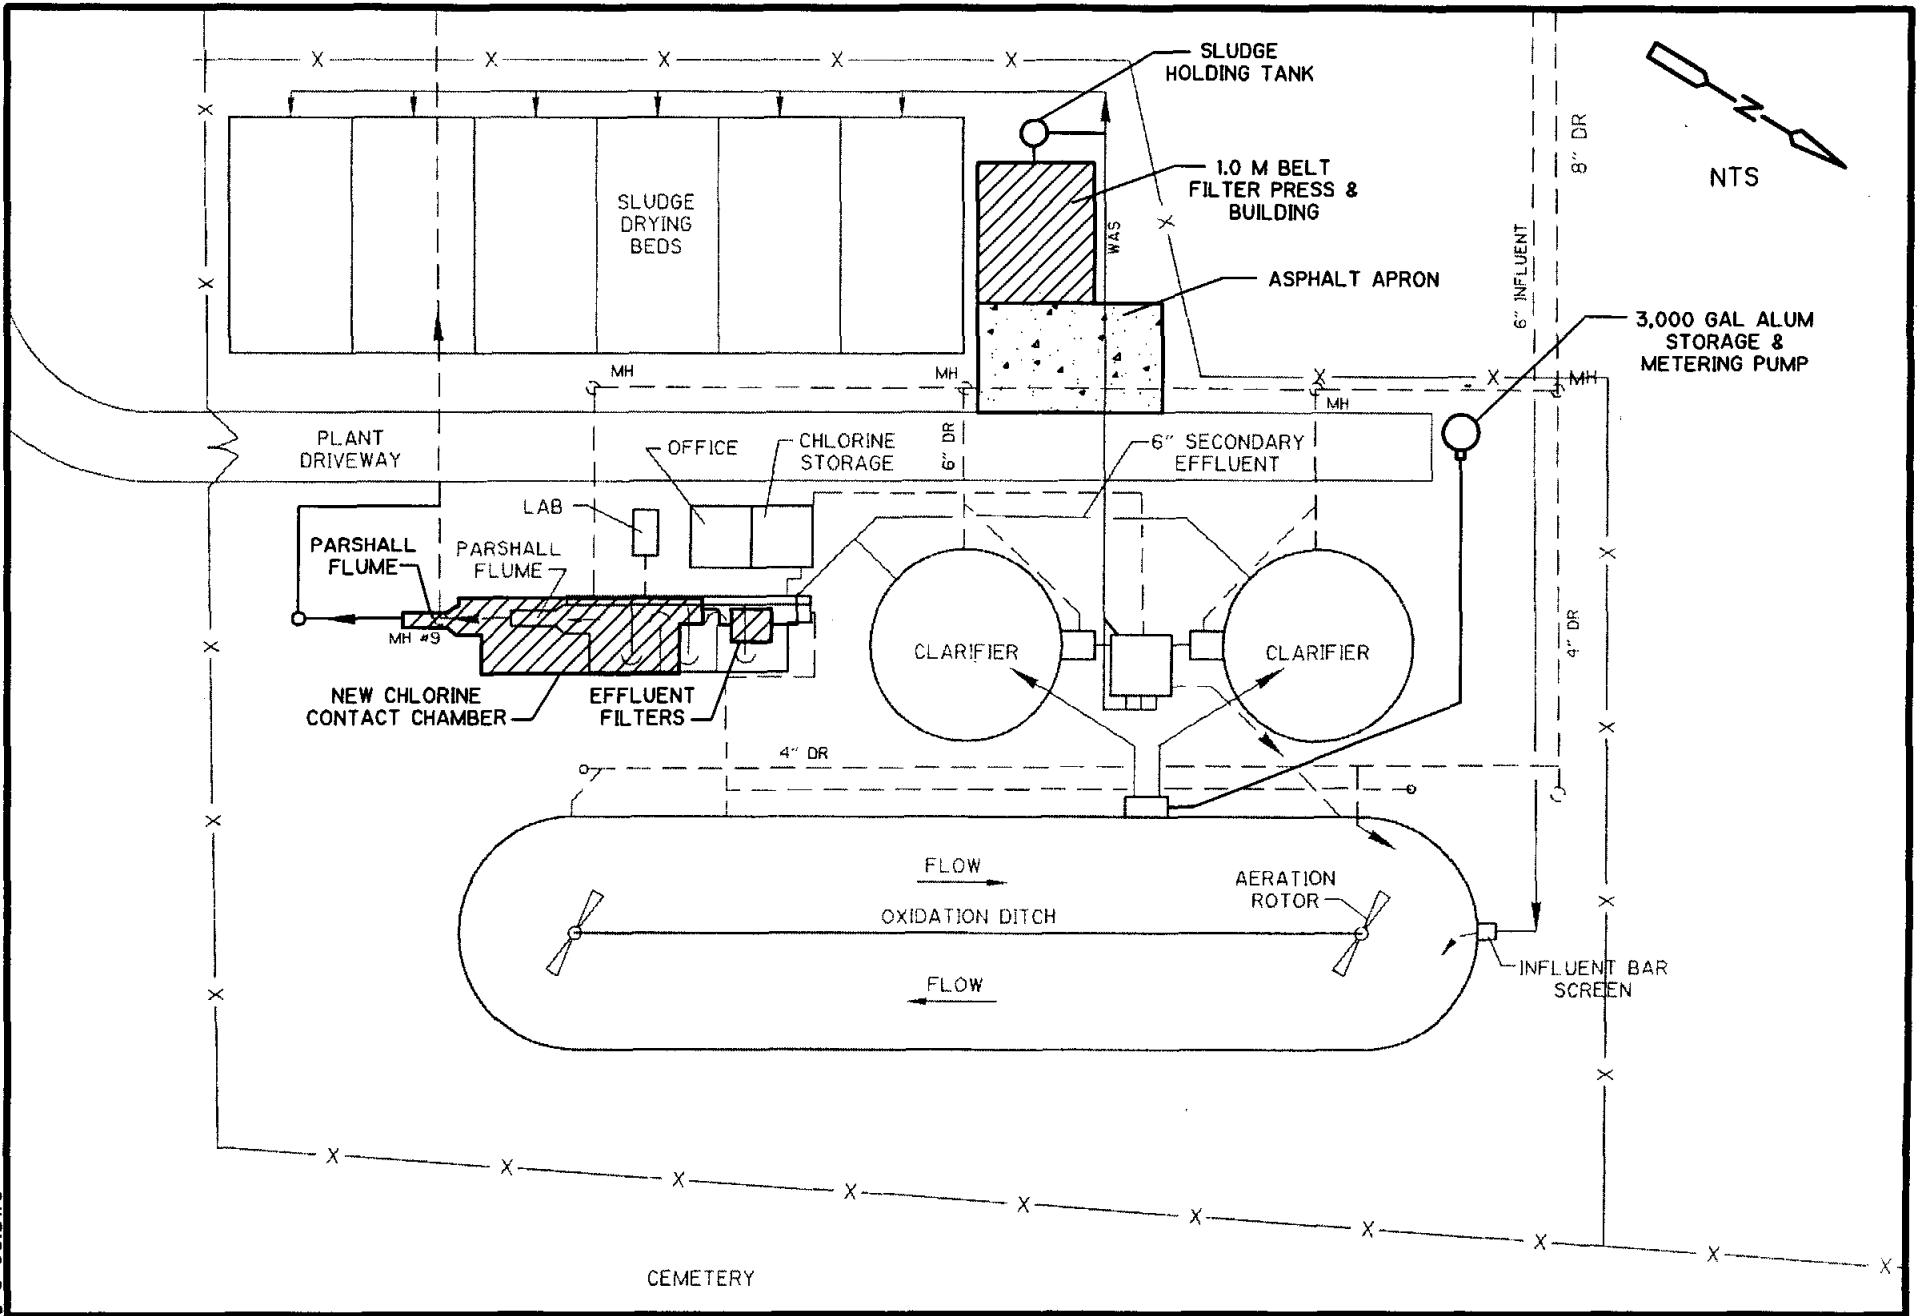 SLUDGE
HOLDING TANK
N
NTS
8" DR
1.0 M BELT
FILTER PRESS &
BUILDING
SLUDGE
DRYING
BEDS
WAS
6" INFLUENT
ASPHALT APRON
3,000 GAL ALUM
STORAGE &
METERING PUMP
MH
MH
MH
MH
PLANT
DRIVEWAY
OFFICE
CHLORINE
STORAGE
6" DR
6" SECONDARY
EFFLUENT
LAB
PARSHALL
FLUME
PARSHALL
FLUME
MH #9
CLARIFIER
CLARIFIER
4" DR
NEW CHLORINE
CONTACT CHAMBER
EFFLUENT
FILTERS
4" DR
FLOW
AERATION
ROTOR
OXIDATION DITCH
FLOW
INFLUENT BAR
SCREEN
CEMETERY